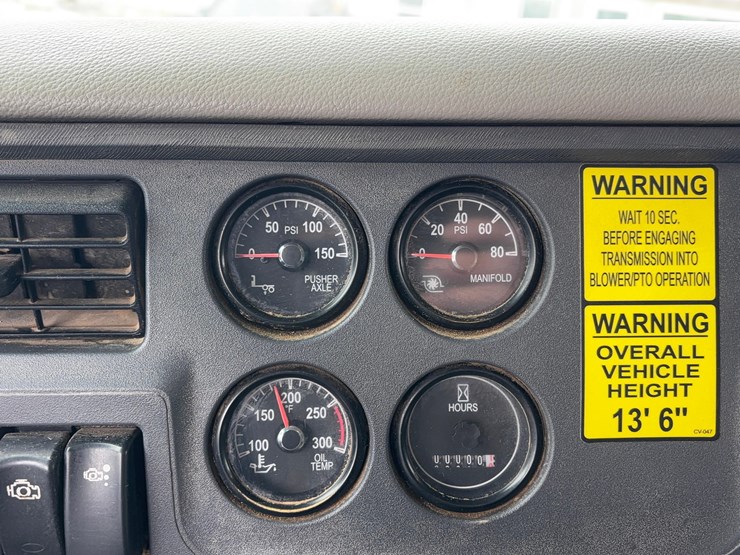 50 PSI 100
0 150
PUSHER
AXLE
40
20 PSI 60
0 80
MANIFOLD
WARNING
WAIT 10 SEC.
BEFORE ENGAGING
TRANSMISSION INTO
BLOWER/PTO OPERATION
WARNING
OVERALL
VEHICLE
HEIGHT
13' 6"
CV-047
200
150 °F 250
100 300
OIL
TEMP
HOURS